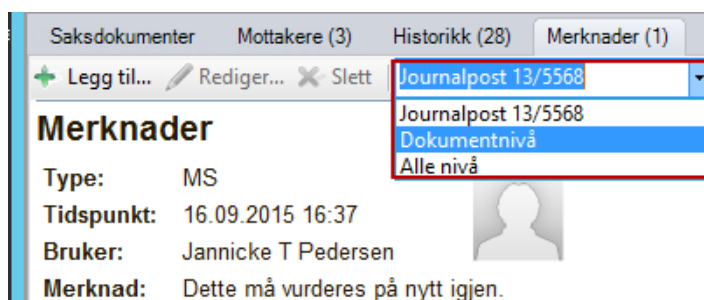 Saksdokumenter Mottakere (3) Historikk (28) Merknader (1)
Legg til... Rediger... Slett Journalpost 13/5568
Journalpost 13/5568
Dokumentnivå
Alle nivå
Merknader
Type: MS
Tidspunkt: 16.09.2015 16:37
Bruker: Jannicke T Pedersen
Merknad: Dette må vurderes på nytt igjen.